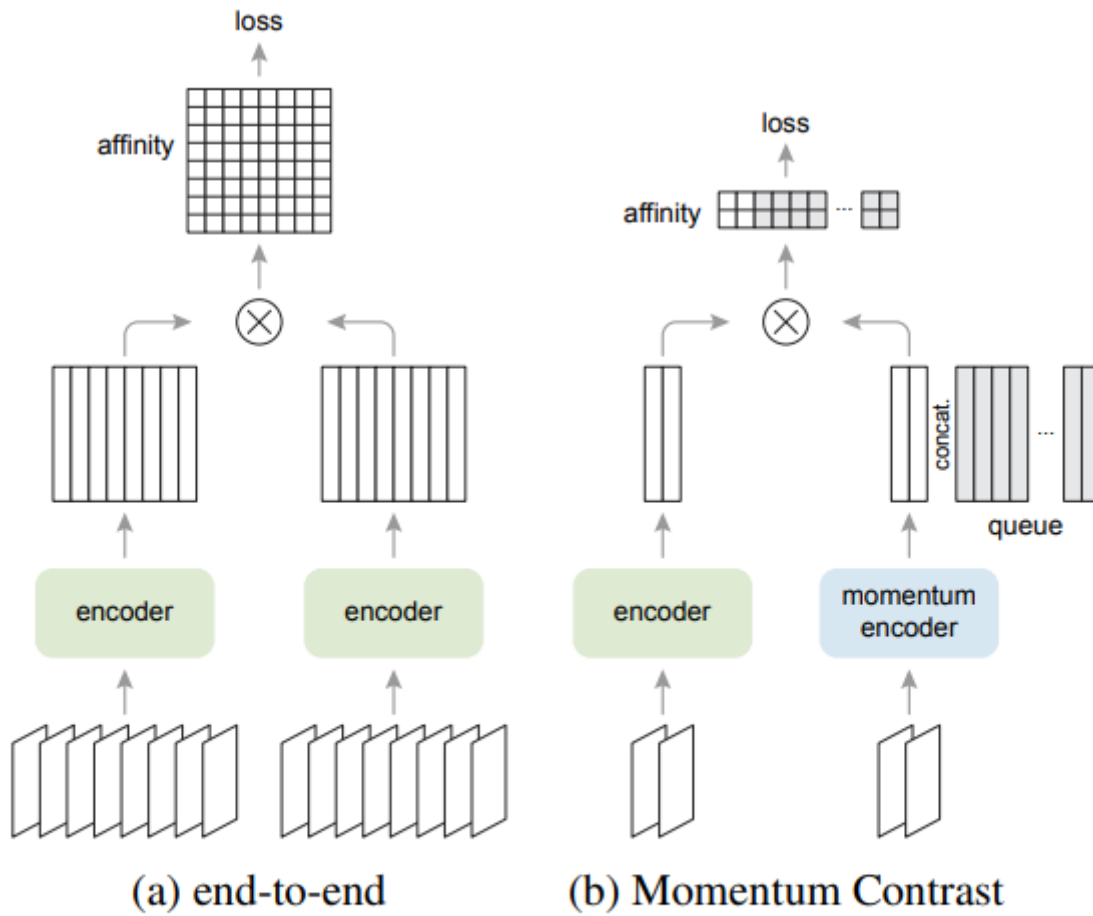 loss
affinity
encoder
encoder
(a) end-to-end
loss
affinity
...
concat.
...
queue
encoder
momentum
encoder
(b) Momentum Contrast